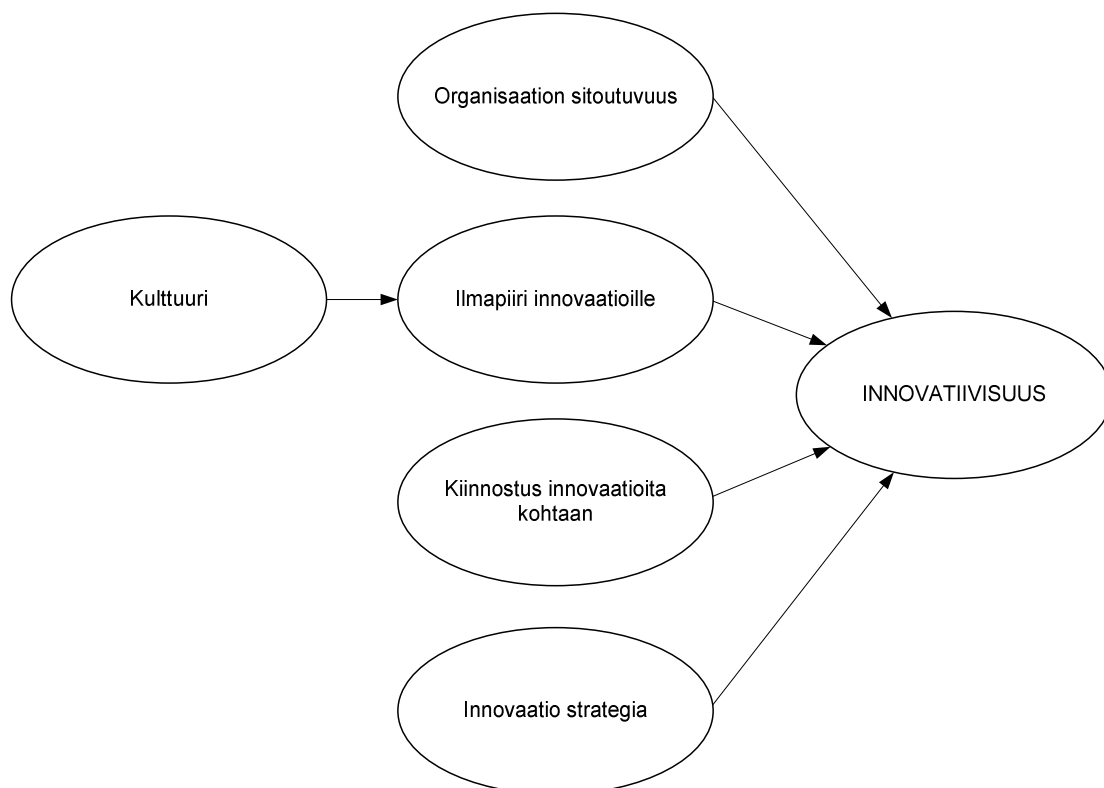 Organisaation sitoutuvuus
Kulttuuri
Ilmapiiri innovaatioille
INNOVATIIVISUUS
Kiinnostus innovaatioita
kohtaan
Innovaatio strategia